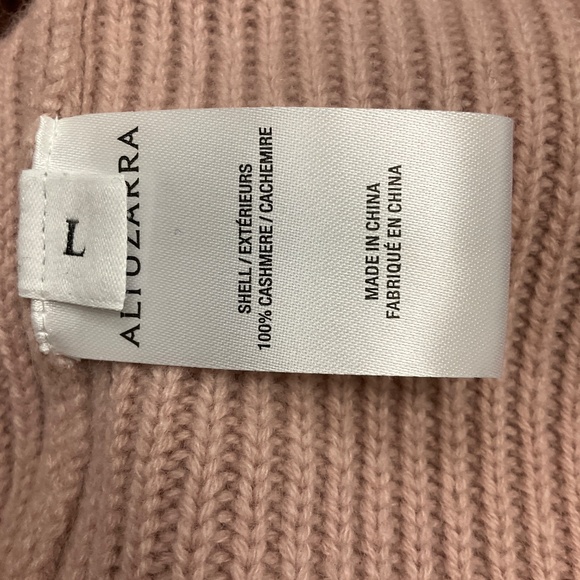 ALTUZARRA
L
SHELL / EXTÉRIEURS
100% CASHMERE / CACHEMIRE
MADE IN CHINA
FABRIQUÉ EN CHINA